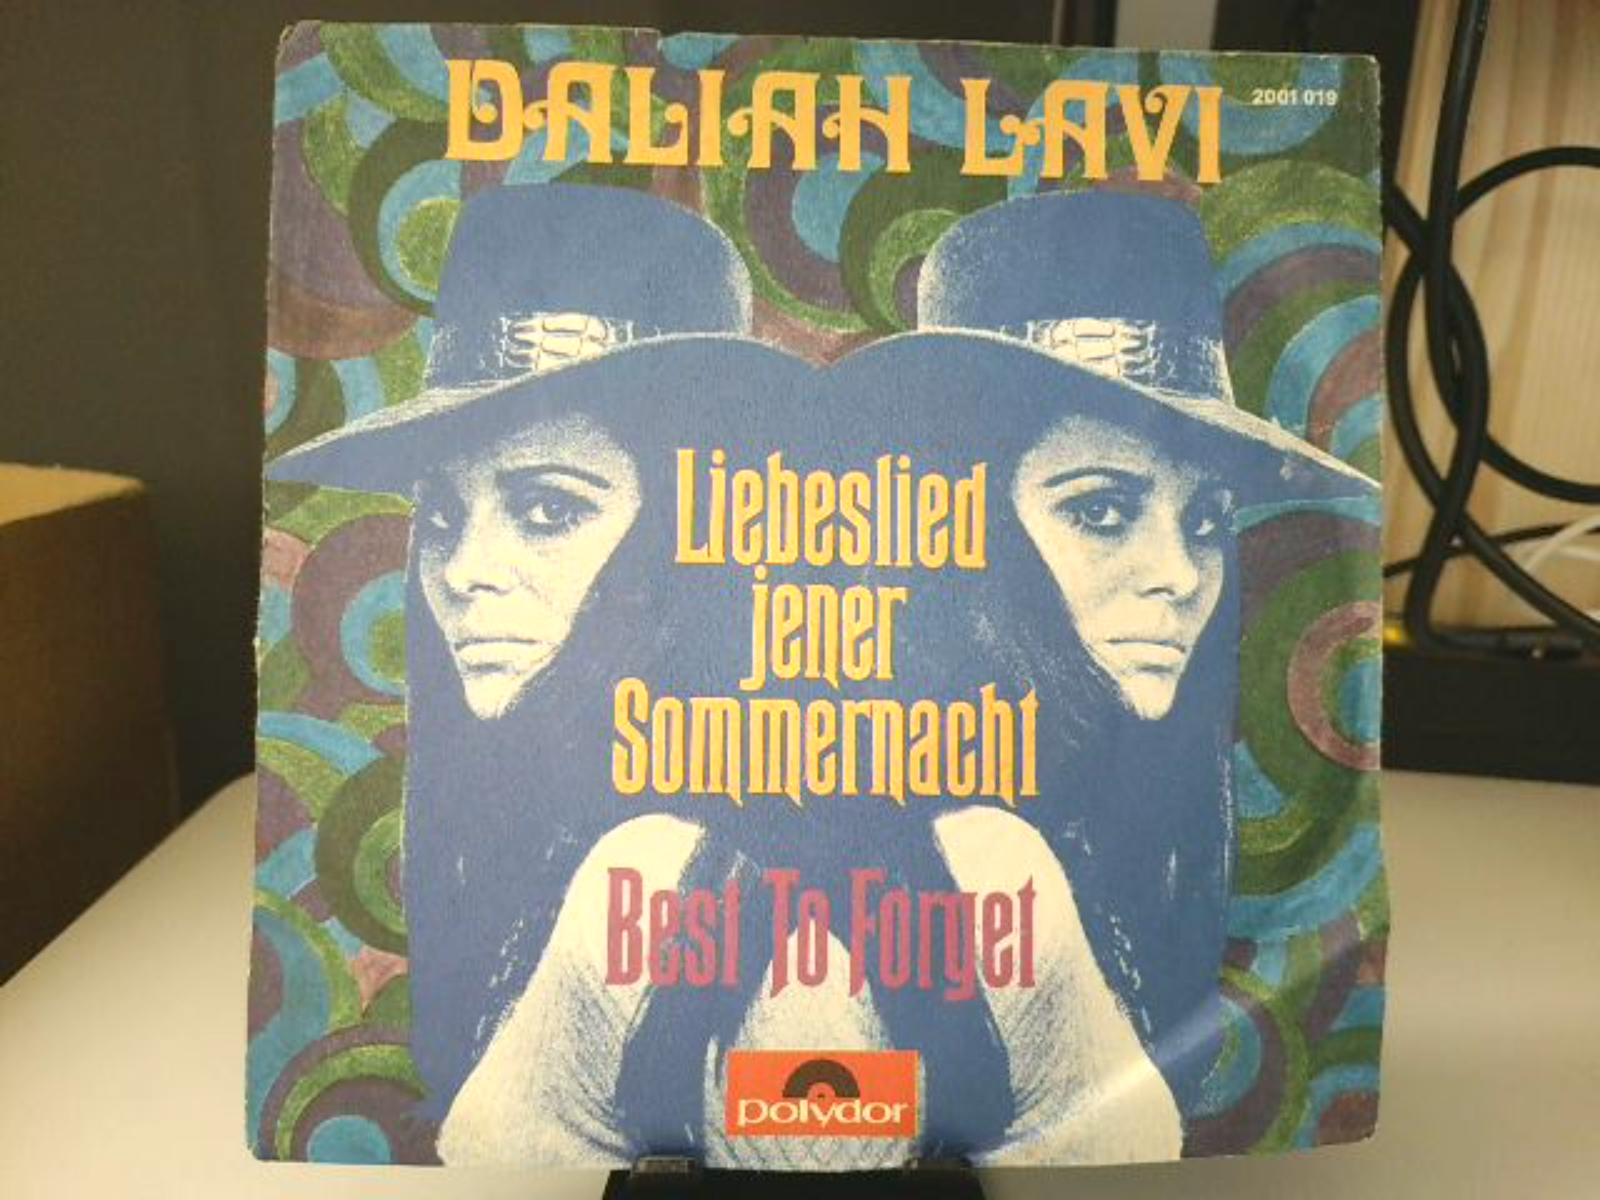 DALIAH LAVI
2001 019
Liebeslied
jener
Sommernacht
Best To Forget
polydor